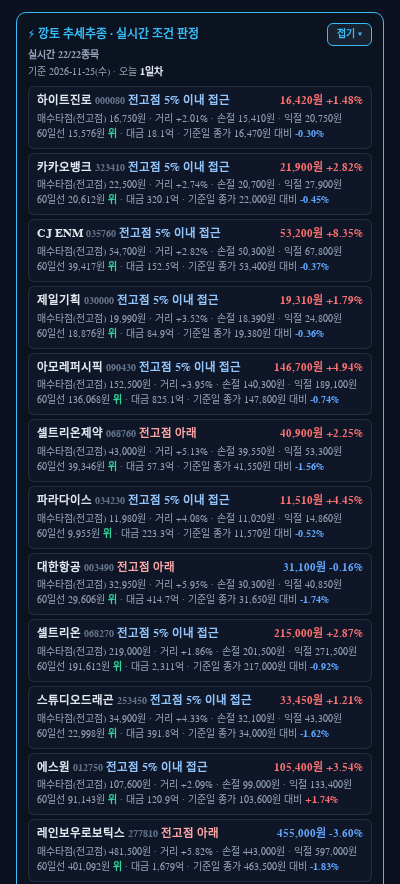 ⚡ 깡토 추세추종 · 실시간 조건 판정
접기 ▾
실시간 22/22종목
기준 2026-11-25(수) · 오늘 1일차
하이트진로 000080 전고점 5% 이내 접근 16,420원 +1.48%
매수타점(전고점) 16,750원 · 거리 +2.01% · 손절 15,410원 · 익절 20,750원
60일선 15,576원 위 · 대금 18.1억 · 기준일 종가 16,470원 대비 -0.30%
카카오뱅크 323410 전고점 5% 이내 접근 21,900원 +2.82%
매수타점(전고점) 22,500원 · 거리 +2.74% · 손절 20,700원 · 익절 27,900원
60일선 20,612원 위 · 대금 320.1억 · 기준일 종가 22,000원 대비 -0.45%
CJ ENM 035760 전고점 5% 이내 접근 53,200원 +8.35%
매수타점(전고점) 54,700원 · 거리 +2.82% · 손절 50,300원 · 익절 67,800원
60일선 39,417원 위 · 대금 152.5억 · 기준일 종가 53,400원 대비 -0.37%
제일기획 030000 전고점 5% 이내 접근 19,310원 +1.79%
매수타점(전고점) 19,990원 · 거리 +3.52% · 손절 18,390원 · 익절 24,800원
60일선 18,876원 위 · 대금 84.9억 · 기준일 종가 19,380원 대비 -0.36%
아모레퍼시픽 090430 전고점 5% 이내 접근 146,700원 +4.94%
매수타점(전고점) 152,500원 · 거리 +3.95% · 손절 140,300원 · 익절 189,100원
60일선 136,068원 위 · 대금 825.1억 · 기준일 종가 147,800원 대비 -0.74%
셀트리온제약 068760 전고점 아래 40,900원 +2.25%
매수타점(전고점) 43,000원 · 거리 +5.13% · 손절 39,550원 · 익절 53,300원
60일선 39,346원 위 · 대금 57.3억 · 기준일 종가 41,550원 대비 -1.56%
파라다이스 034230 전고점 5% 이내 접근 11,510원 +4.45%
매수타점(전고점) 11,980원 · 거리 +4.08% · 손절 11,020원 · 익절 14,860원
60일선 9,955원 위 · 대금 223.3억 · 기준일 종가 11,570원 대비 -0.52%
대한항공 003490 전고점 아래 31,100원 -0.16%
매수타점(전고점) 32,950원 · 거리 +5.95% · 손절 30,300원 · 익절 40,850원
60일선 29,606원 위 · 대금 414.7억 · 기준일 종가 31,650원 대비 -1.74%
셀트리온 068270 전고점 5% 이내 접근 215,000원 +2.87%
매수타점(전고점) 219,000원 · 거리 +1.86% · 손절 201,500원 · 익절 271,500원
60일선 191,612원 위 · 대금 2,311억 · 기준일 종가 217,000원 대비 -0.92%
스튜디오드래곤 253450 전고점 5% 이내 접근 33,450원 +1.21%
매수타점(전고점) 34,900원 · 거리 +4.33% · 손절 32,100원 · 익절 43,300원
60일선 22,998원 위 · 대금 391.8억 · 기준일 종가 34,000원 대비 -1.62%
에스원 012750 전고점 5% 이내 접근 105,400원 +3.54%
매수타점(전고점) 107,600원 · 거리 +2.09% · 손절 99,000원 · 익절 133,400원
60일선 91,143원 위 · 대금 120.9억 · 기준일 종가 103,600원 대비 +1.74%
레인보우로보틱스 277810 전고점 아래 455,000원 -3.60%
매수타점(전고점) 481,500원 · 거리 +5.82% · 손절 443,000원 · 익절 597,000원
60일선 401,092원 위 · 대금 1,679억 · 기준일 종가 463,500원 대비 -1.83%